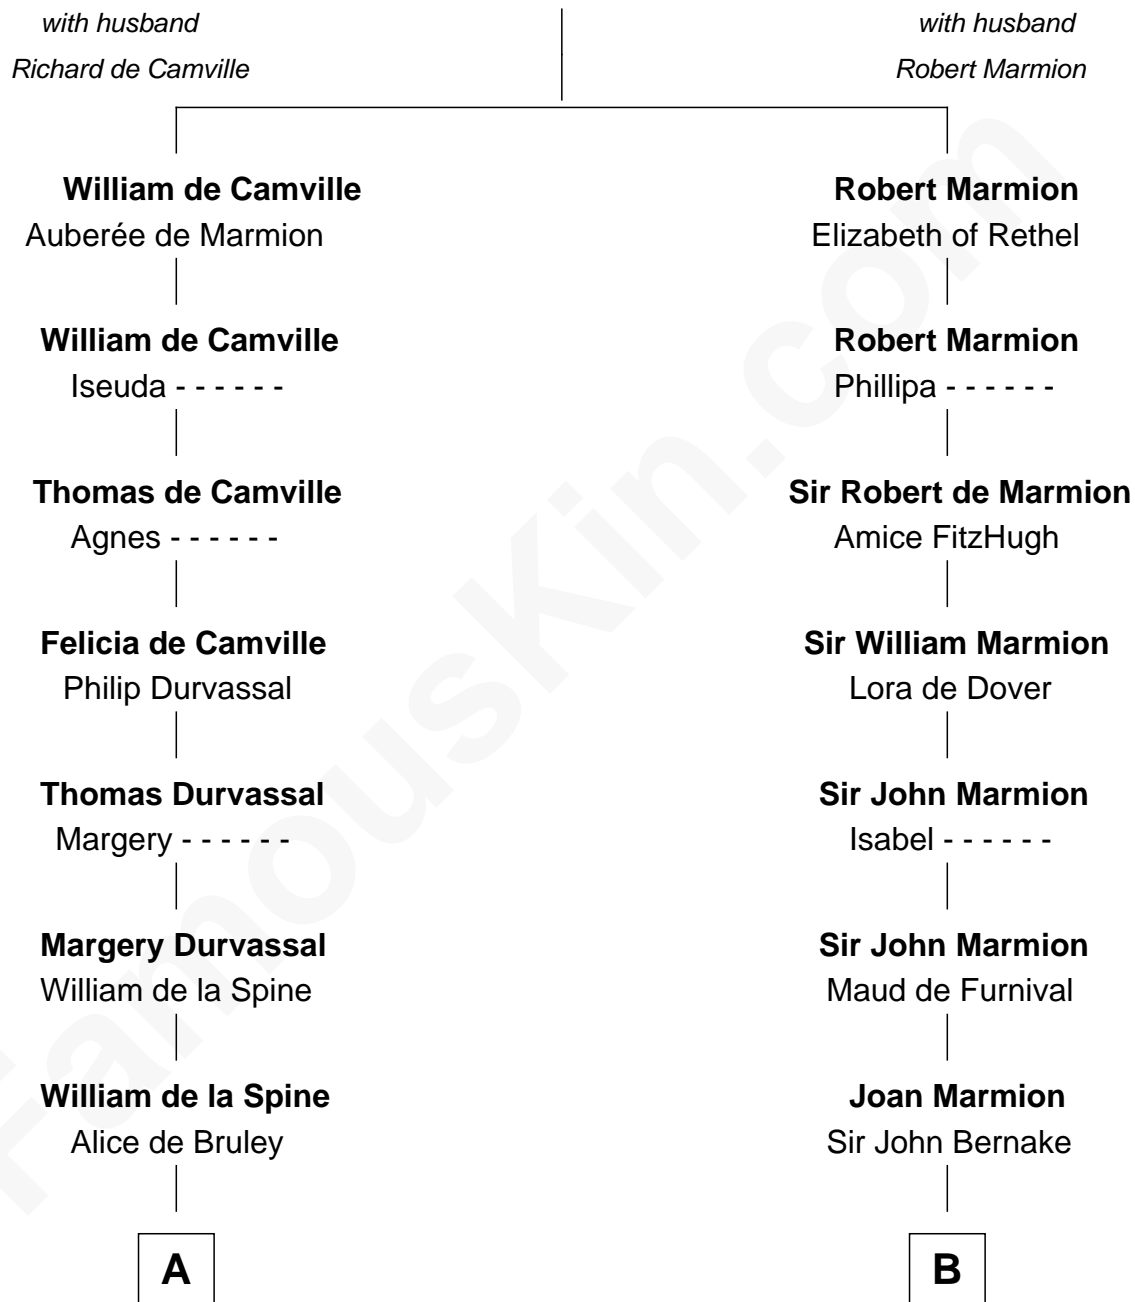 with husband
Richard de Camville
with husband
Robert Marmion
William de Camville
Auberée de Marmion
Robert Marmion
Elizabeth of Rethel
William de Camville
Iseuda - - - - - -
Robert Marmion
Phillipa - - - - - -
Thomas de Camville
Agnes - - - - - -
Sir Robert de Marmion
Amice FitzHugh
Felicia de Camville
Philip Durvassal
Sir William Marmion
Lora de Dover
Thomas Durvassal
Margery - - - - - -
Sir John Marmion
Isabel - - - - - -
Margery Durvassal
William de la Spine
Sir John Marmion
Maud de Furnival
William de la Spine
Alice de Bruley
Joan Marmion
Sir John Bernake
A
B
FamousKin.com